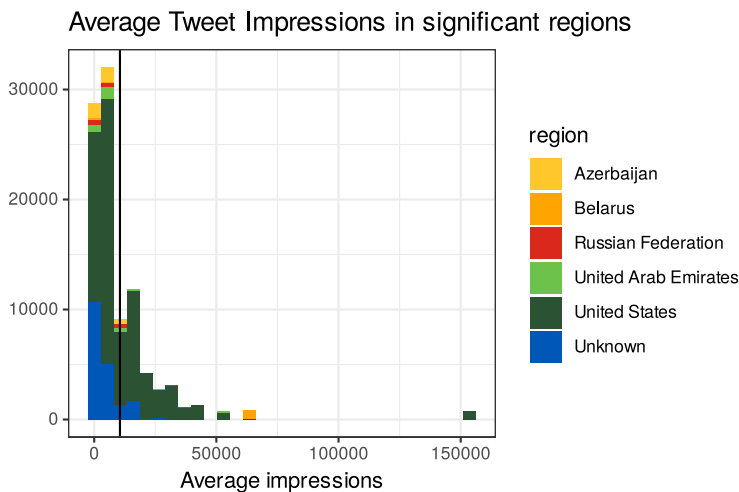 Average Tweet Impressions in significant regions
30000
20000
10000
0
0
50000
100000
150000
Average impressions
region
Azerbaijan
Belarus
Russian Federation
United Arab Emirates
United States
Unknown